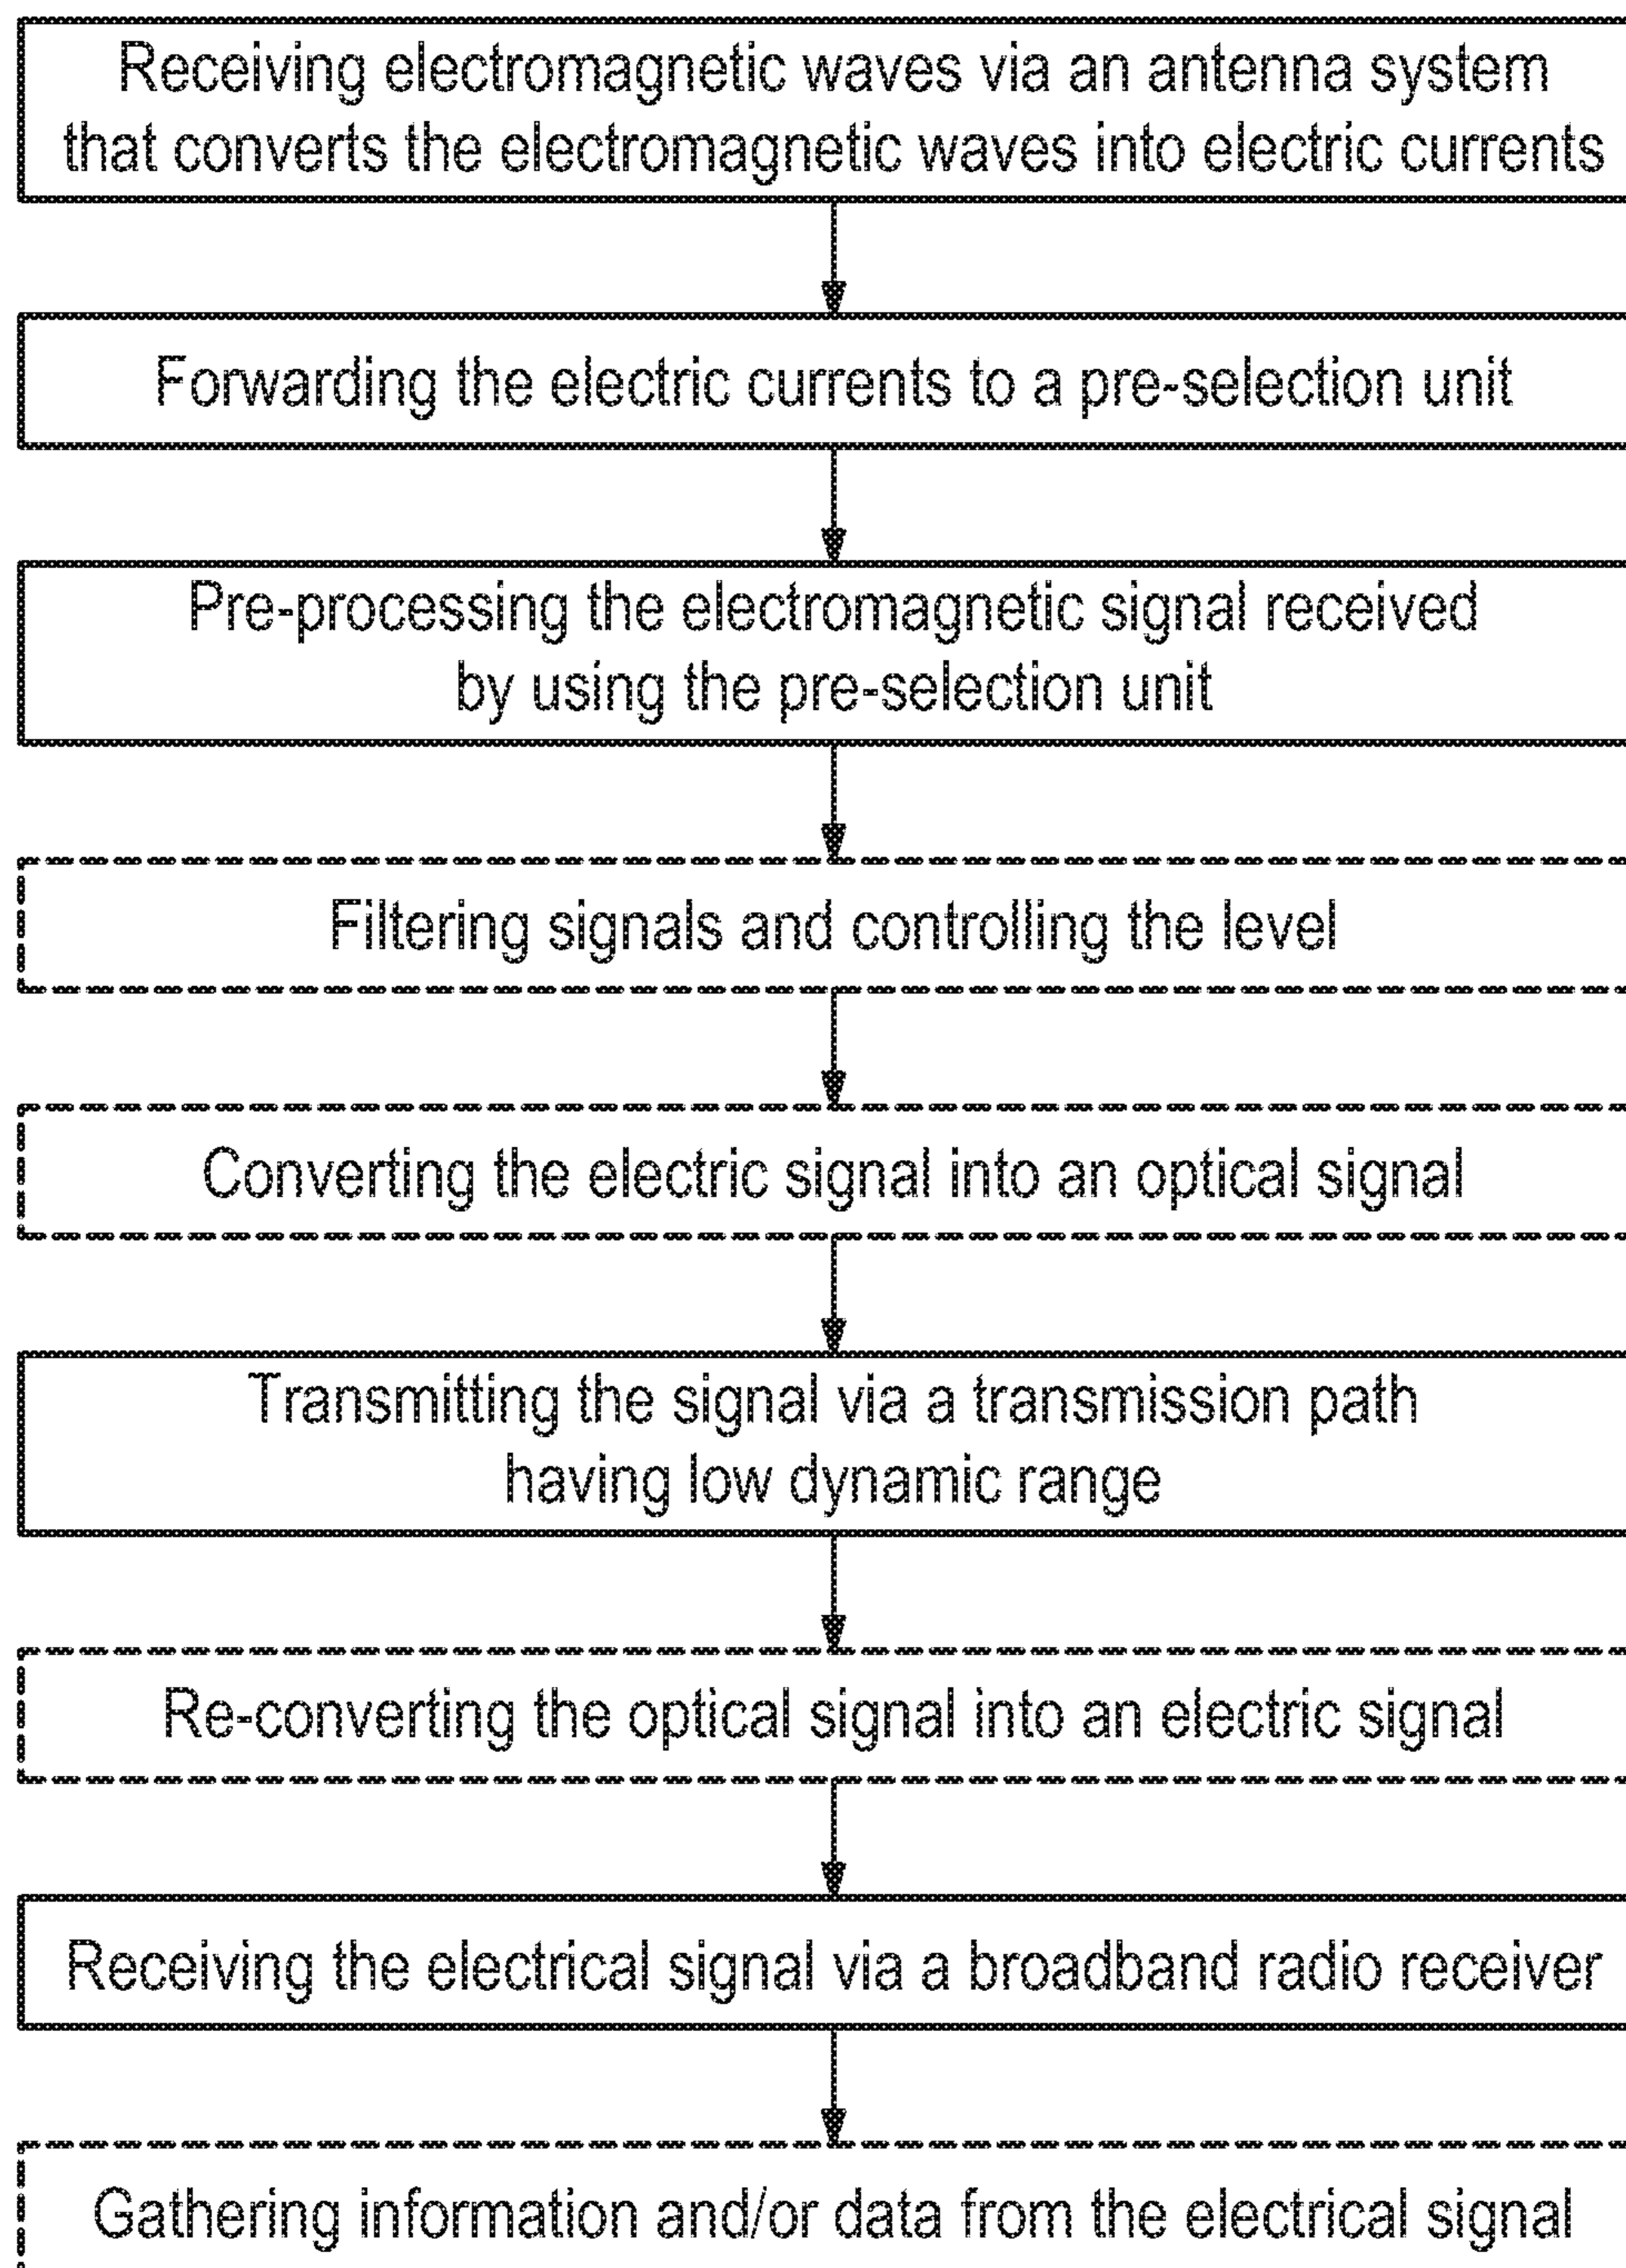 Receiving electromagnetic waves via an antenna system
that converts the electromagnetic waves into electric currents
Forwarding the electric currents to a pre-selection unit
Pre-processing the electromagnetic signal received
by using the pre-selection unit
Filtering signals and controlling the level
Converting the electric signal into an optical signal
Transmitting the signal via a transmission path
having low dynamic range
Re-converting the optical signal into an electric signal
Receiving the electrical signal via a broadband radio receiver
Gathering information and/or data from the electrical signal